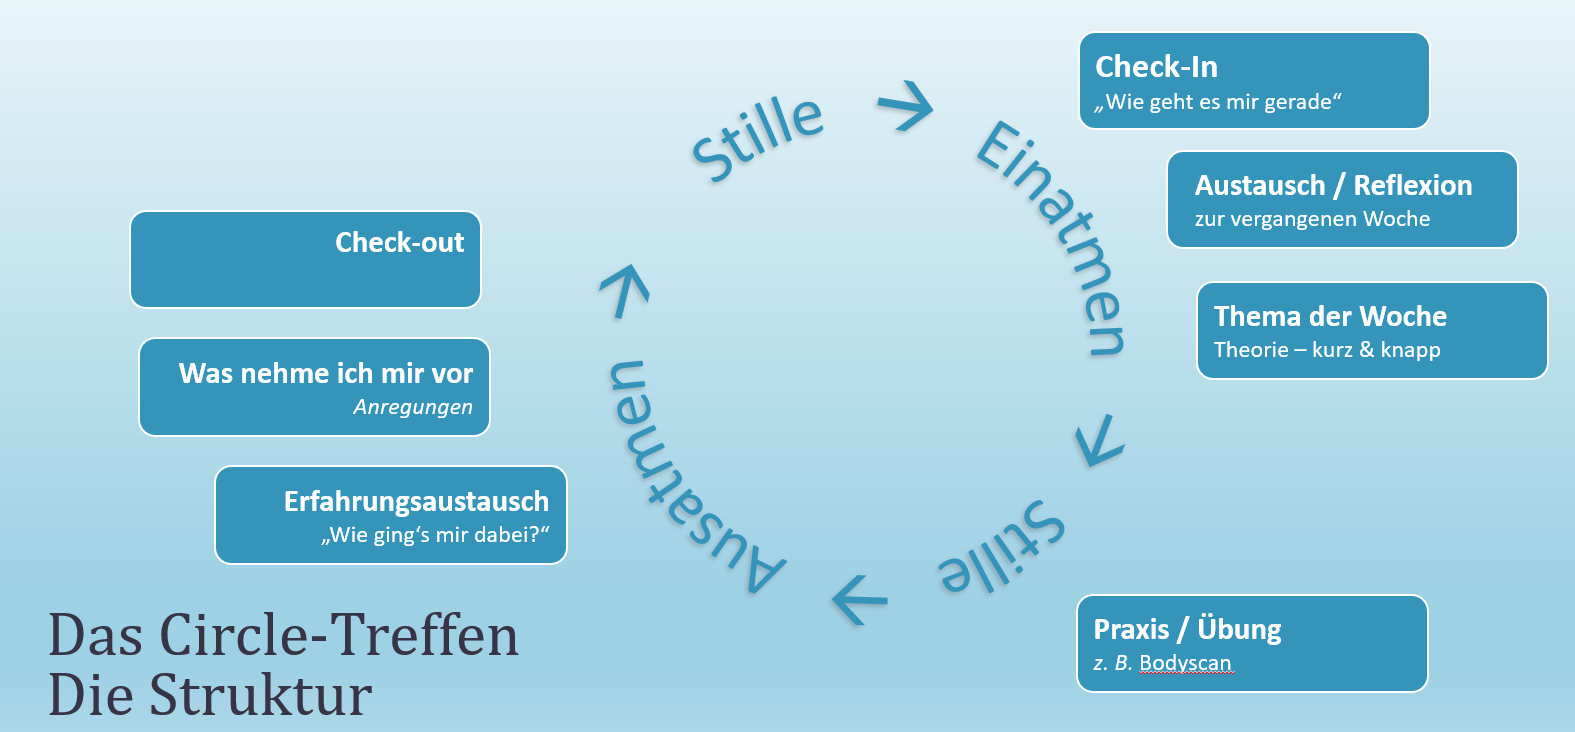 Stille → Einatmen → Stille → Ausatmen →
Check-In
„Wie geht es mir gerade“
Austausch / Reflexion
zur vergangenen Woche
Thema der Woche
Theorie – kurz & knapp
Praxis / Übung
z. B. Bodyscan
Erfahrungsaustausch
„Wie ging‘s mir dabei?“
Was nehme ich mir vor
Anregungen
Check-out
Das Circle-Treffen
Die Struktur